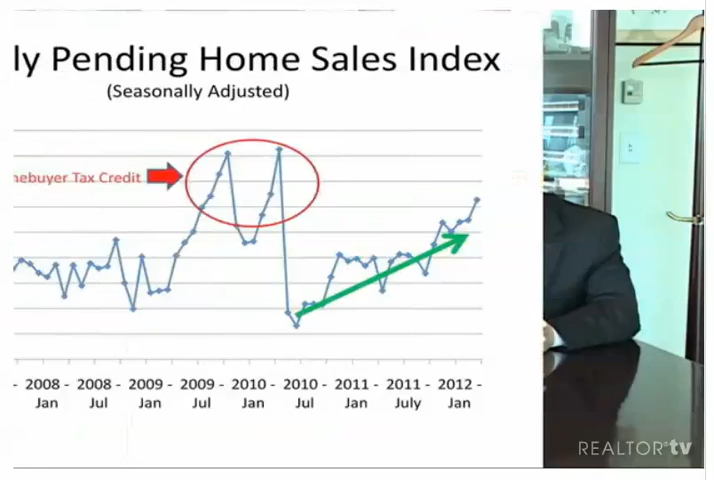 ly Pending Home Sales Index
(Seasonally Adjusted)
nebuyer Tax Credit
- 2008 - 2008 - 2009 - 2009 - 2010 - 2010 - 2011 - 2011 - 2012 -
Jan Jul Jan Jul Jan Jul Jan July Jan
REALTOR® tv